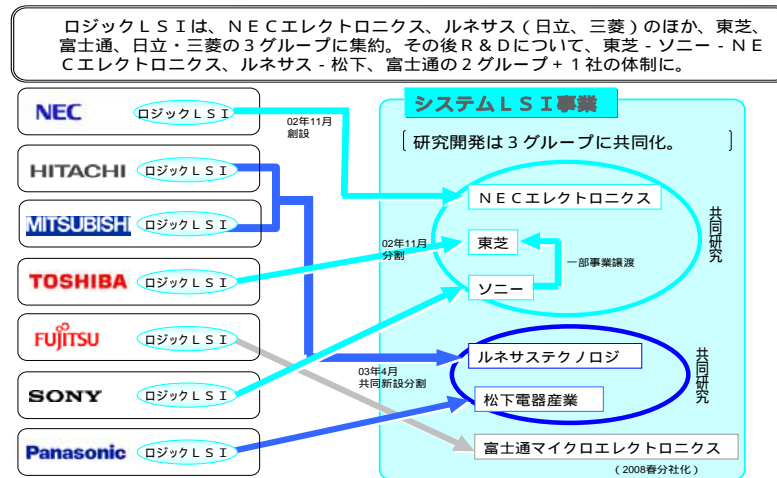 ロジックＬＳＩは、ＮＥＣエレクトロニクス、ルネサス（日立、三菱）のほか、東芝、
富士通、日立・三菱の３グループに集約。その後Ｒ＆Ｄについて、東芝‐ソニー‐ＮＥ
Ｃエレクトロニクス、ルネサス‐松下、富士通の２グループ＋１社の体制に。
システムＬＳＩ事業
NEC ロジックＬＳＩ
02年11月
創設
研究開発は３グループに共同化。
HITACHI ロジックＬＳＩ
ＮＥＣエレクトロニクス
MITSUBISHI ロジックＬＳＩ
02年11月
分割
東芝
一部事業譲渡
共同研究
TOSHIBA ロジックＬＳＩ
ソニー
FUJITSU ロジックＬＳＩ
ルネサステクノロジ
03年4月
共同新設分割
共同研究
SONY ロジックＬＳＩ
松下電器産業
Panasonic ロジックＬＳＩ
富士通マイクロエレクトロニクス
（2008春分社化）